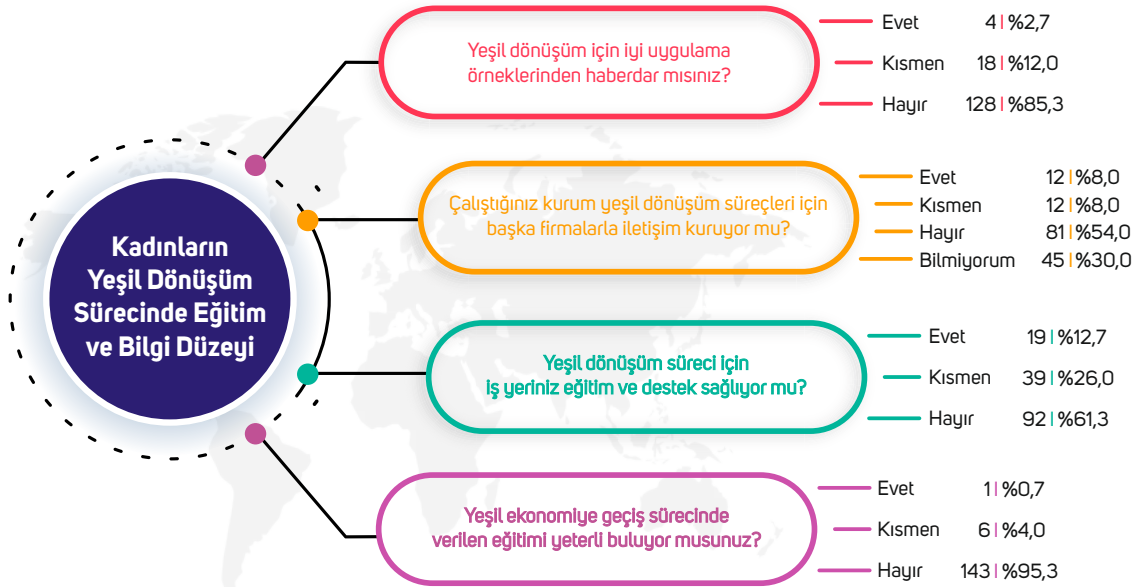 Kadınların
Yeşil Dönüşüm
Sürecinde Eğitim
ve Bilgi Düzeyi
Yeşil dönüşüm için iyi uygulama
örneklerinden haberdar mısınız?
Evet 4 | %2,7
Kısmen 18 | %12,0
Hayır 128 | %85,3
Çalıştığınız kurum yeşil dönüşüm süreçleri için
başka firmalarla iletişim kuruyor mu?
Evet 12 | %8,0
Kısmen 12 | %8,0
Hayır 81 | %54,0
Bilmiyorum 45 | %30,0
Yeşil dönüşüm süreci için
iş yeriniz eğitim ve destek sağlıyor mu?
Evet 19 | %12,7
Kısmen 39 | %26,0
Hayır 92 | %61,3
Yeşil ekonomiye geçiş sürecinde
verilen eğitimi yeterli buluyor musunuz?
Evet 1 | %0,7
Kısmen 6 | %4,0
Hayır 143 | %95,3